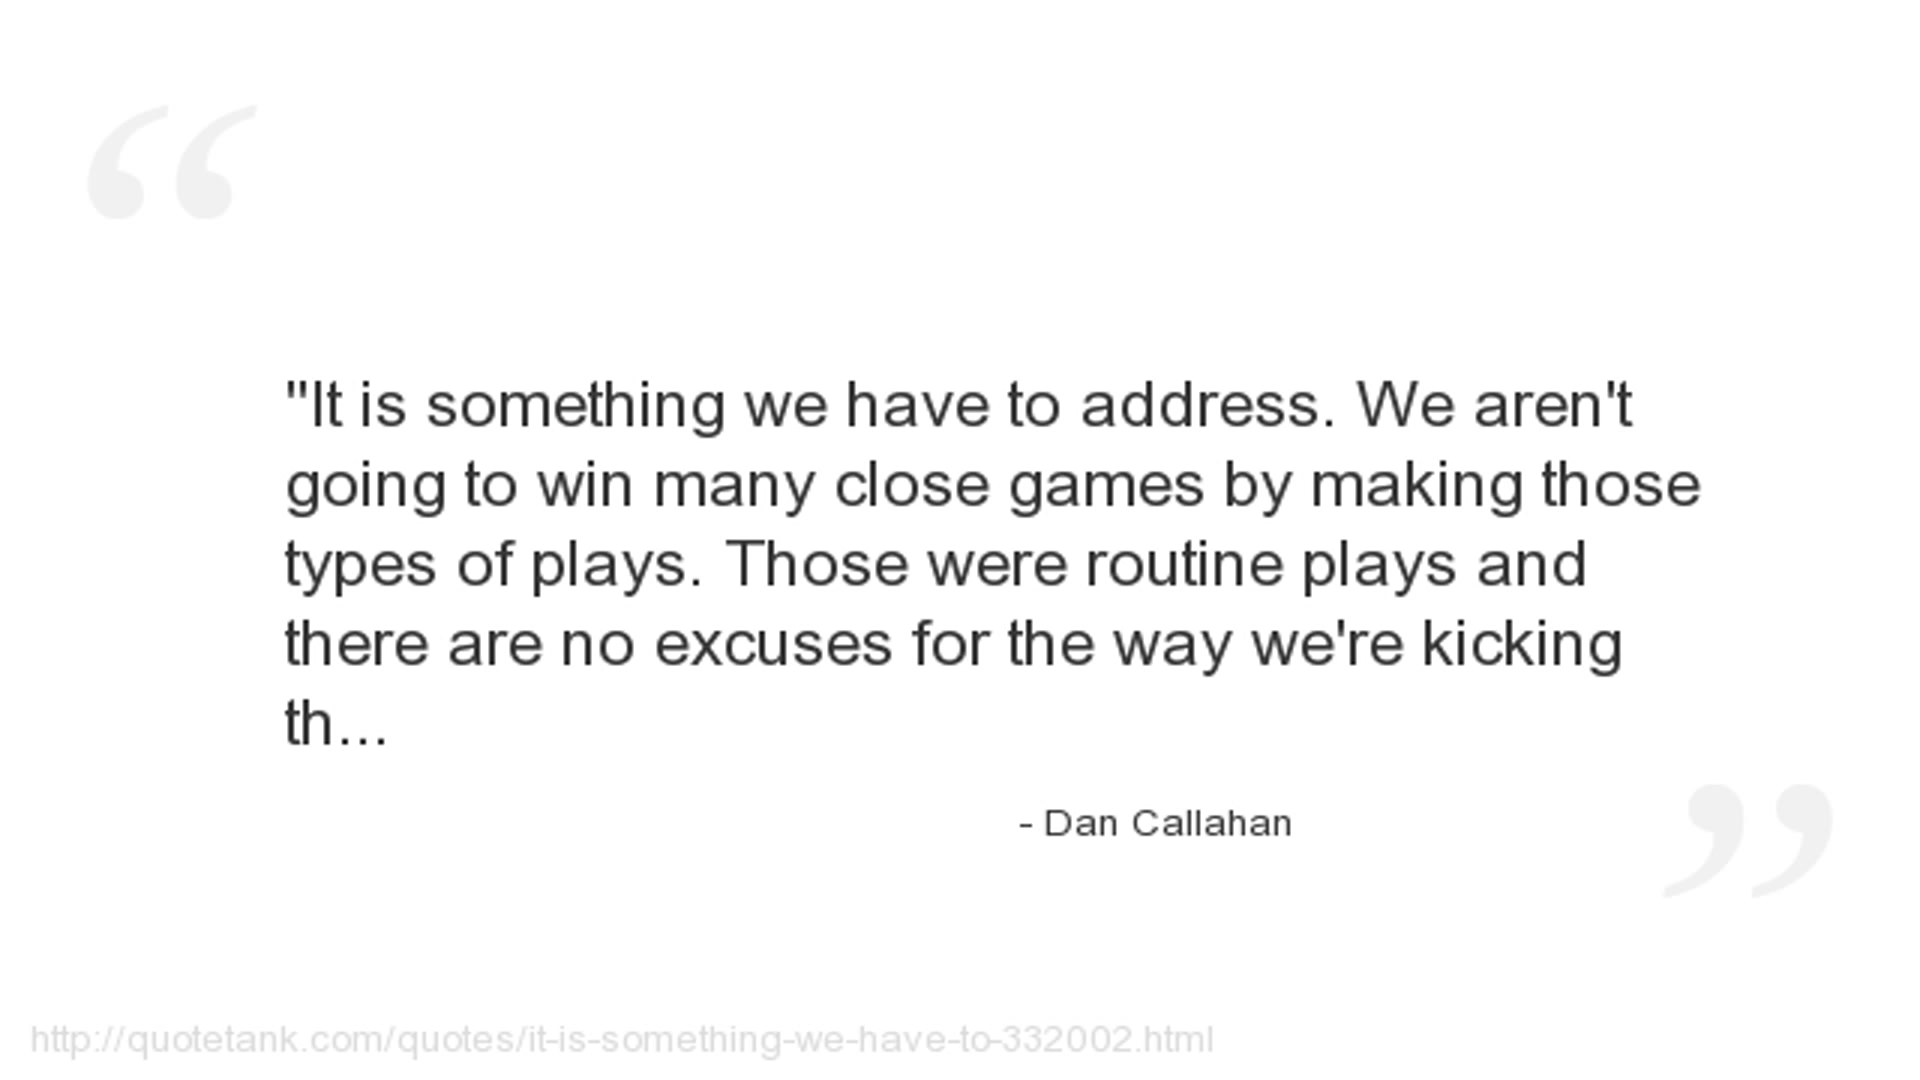 "It is something we have to address. We aren't
going to win many close games by making those
types of plays. Those were routine plays and
there are no excuses for the way we're kicking
th...
- Dan Callahan
http://quotetank.com/quotes/it-is-something-we-have-to-332002.html